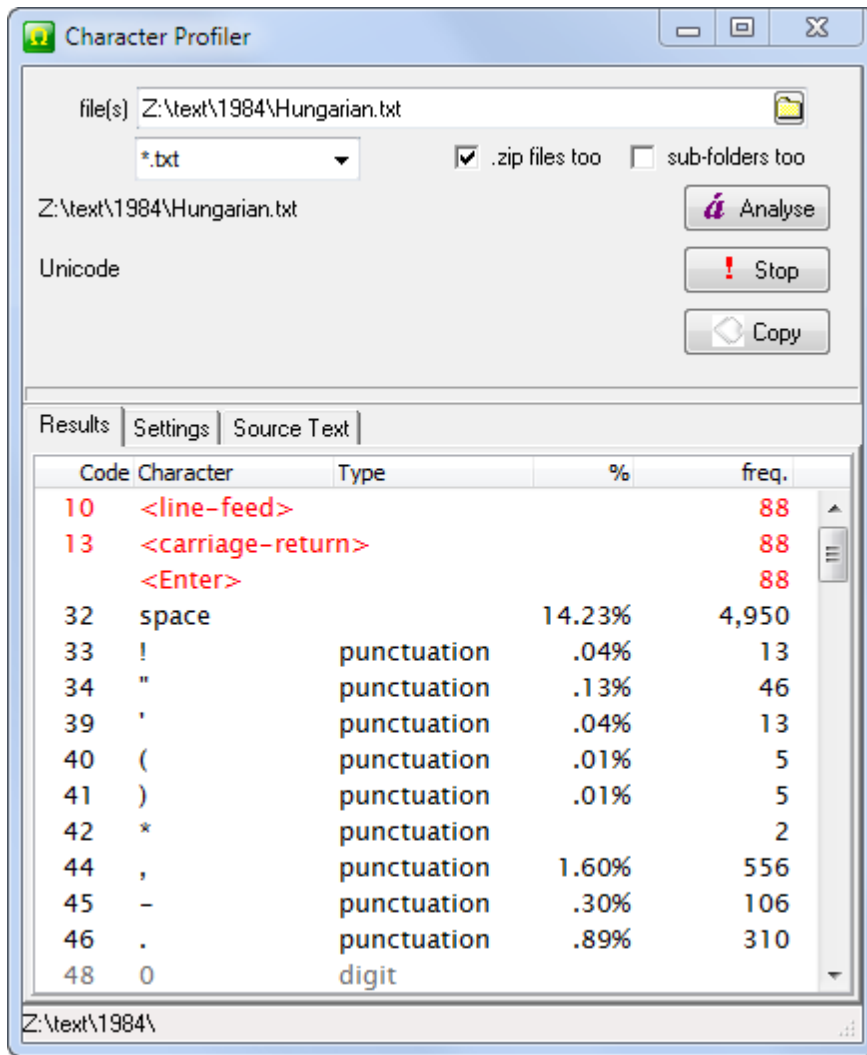 Character Profiler
file(s) Z:\text\1984\Hungarian.txt
*.txt .zip files too sub-folders too
Z:\text\1984\Hungarian.txt
á Analyse
Unicode
! Stop
Copy
Results Settings Source Text
Code Character Type % freq.
10 <line-feed> 88
13 <carriage-return> 88
<Enter> 88
32 space 14.23% 4,950
33 ! punctuation .04% 13
34 " punctuation .13% 46
39 ' punctuation .04% 13
40 ( punctuation .01% 5
41 ) punctuation .01% 5
42 * punctuation 2
44 , punctuation 1.60% 556
45 - punctuation .30% 106
46 . punctuation .89% 310
48 0 digit
Z:\text\1984\